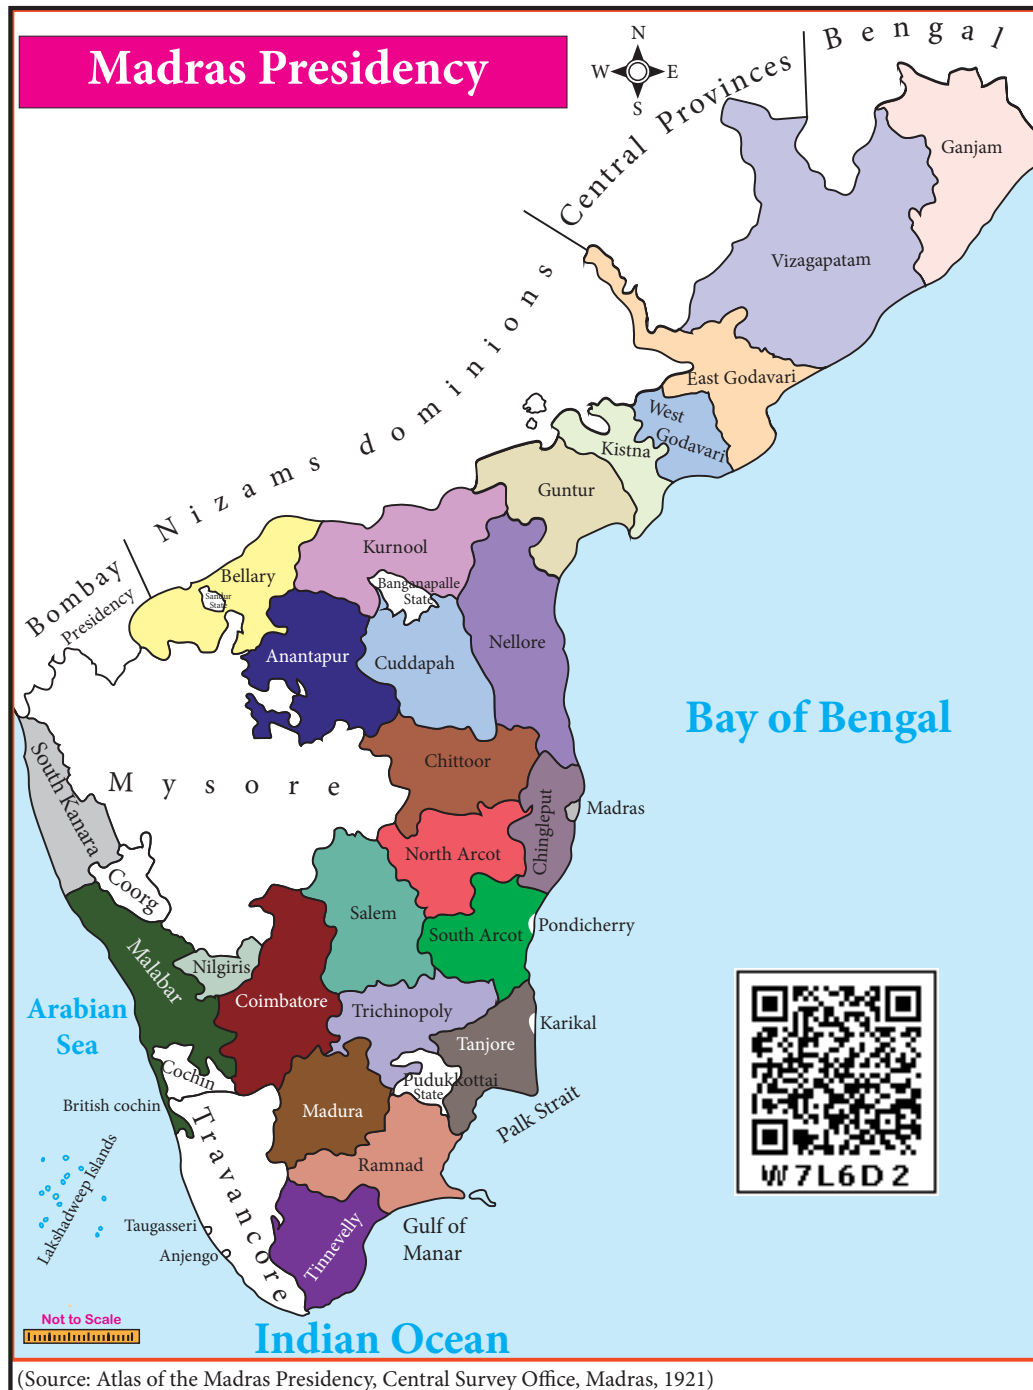 Madras Presidency
N
W E
S
Bengal
Central Provinces
Nizams dominions
Bombay
Presidency
Ganjam
Vizagapatam
East Godavari
West
Godavari
Kistna
Guntur
Kurnool
Bellary
Sandur
State
Banganapalle
State
Anantapur
Cuddapah
Nellore
Bay of Bengal
Chittoor
Mysore
South Kanara
Chingleput
Madras
North Arcot
Coorg
Salem
South Arcot
Pondicherry
Malabar
Nilgiris
Coimbatore
Trichinopoly
Arabian
Sea
Karikal
Tanjore
Cochin
Pudukkottai
State
British cochin
Madura
Palk Strait
Travancore
Ramnad
Lakshadweep Islands
Taugasseri
Anjengo
Tinnevelly
Gulf of
Manar
W7L6D2
Not to Scale
Indian Ocean
(Source: Atlas of the Madras Presidency, Central Survey Office, Madras, 1921)